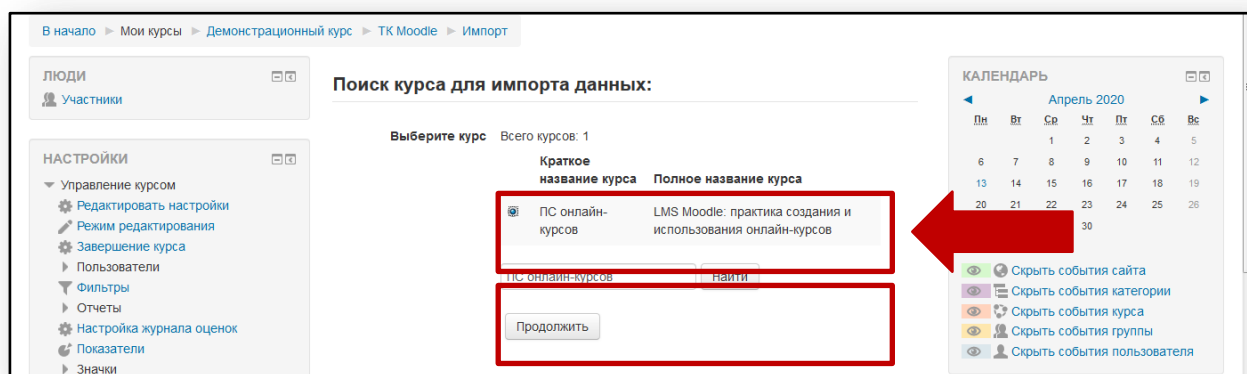 В начало ► Мои курсы ► Демонстрационный курс ► ТК Moodle ► Импорт
ЛЮДИ
Участники
НАСТРОЙКИ
Управление курсом
Редактировать настройки
Режим редактирования
Завершение курса
Пользователи
Фильтры
Отчеты
Настройка журнала оценок
Показатели
Значки
Поиск курса для импорта данных:
Выберите курс Всего курсов: 1
Краткое
название курса Полное название курса
ПС онлайн- LMS Moodle: практика создания и
курсов использования онлайн-курсов
ПС онлайн-курсов Найти
Продолжить
КАЛЕНДАРЬ
◄ Апрель 2020 ►
Пн Вт Ср Чт Пт Сб Вс
1 2 3 4 5
6 7 8 9 10 11 12
13 14 15 16 17 18 19
20 21 22 23 24 25 26
30
Скрыть события сайта
Скрыть события категории
Скрыть события курса
Скрыть события группы
Скрыть события пользователя